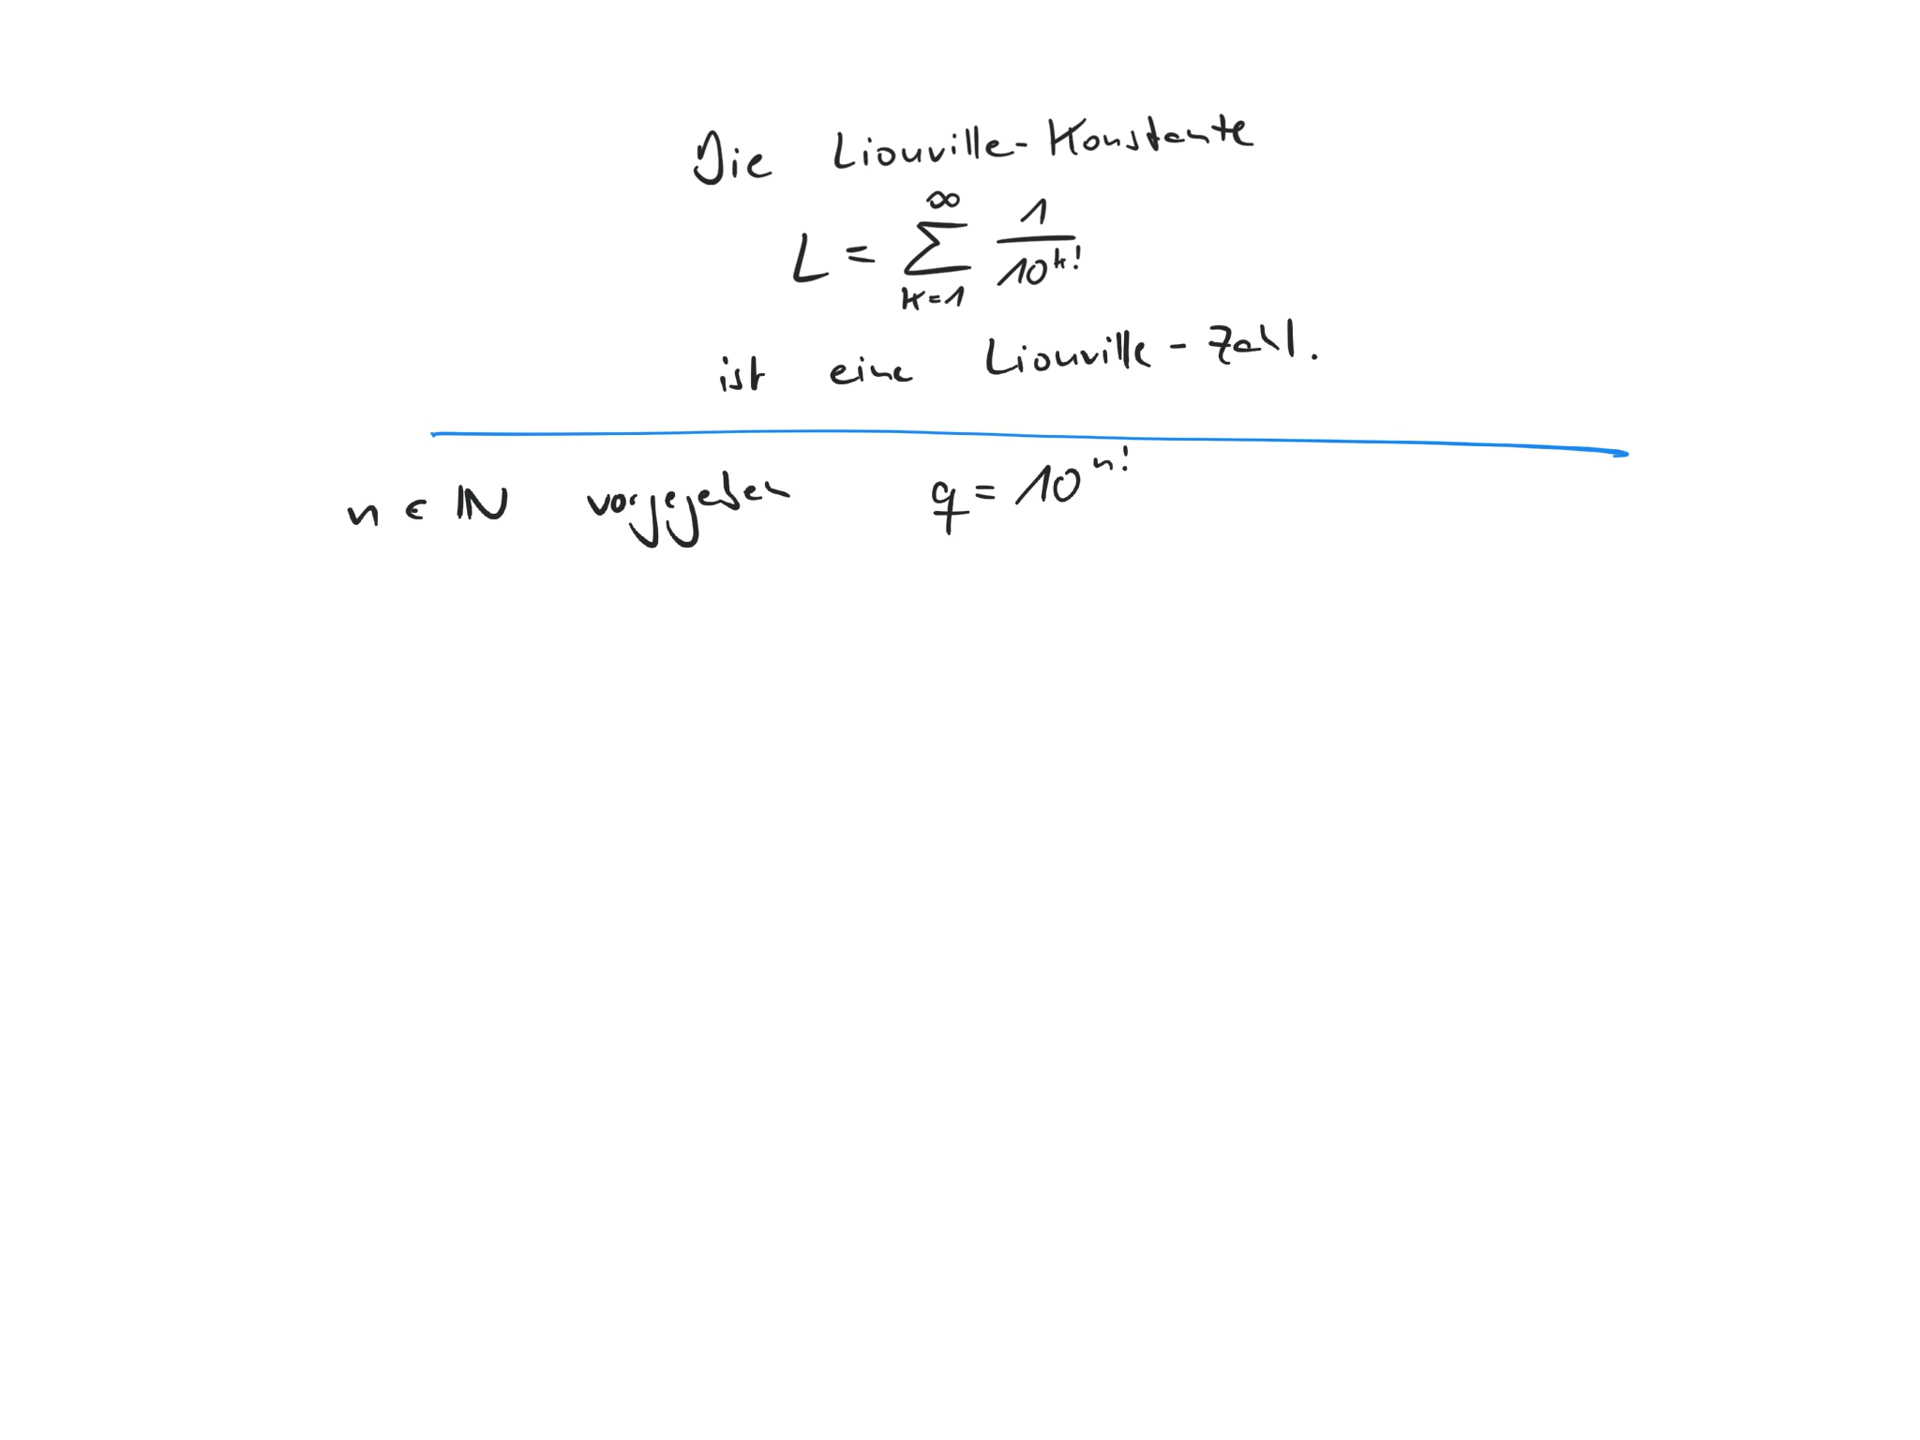 Die Liouville-Konstante
L = ∑_{k=1}^{∞} 1/10^{k!}
ist eine Liouville-Zahl.
n ∈ ℕ vorgegeben q = 10^{n!}